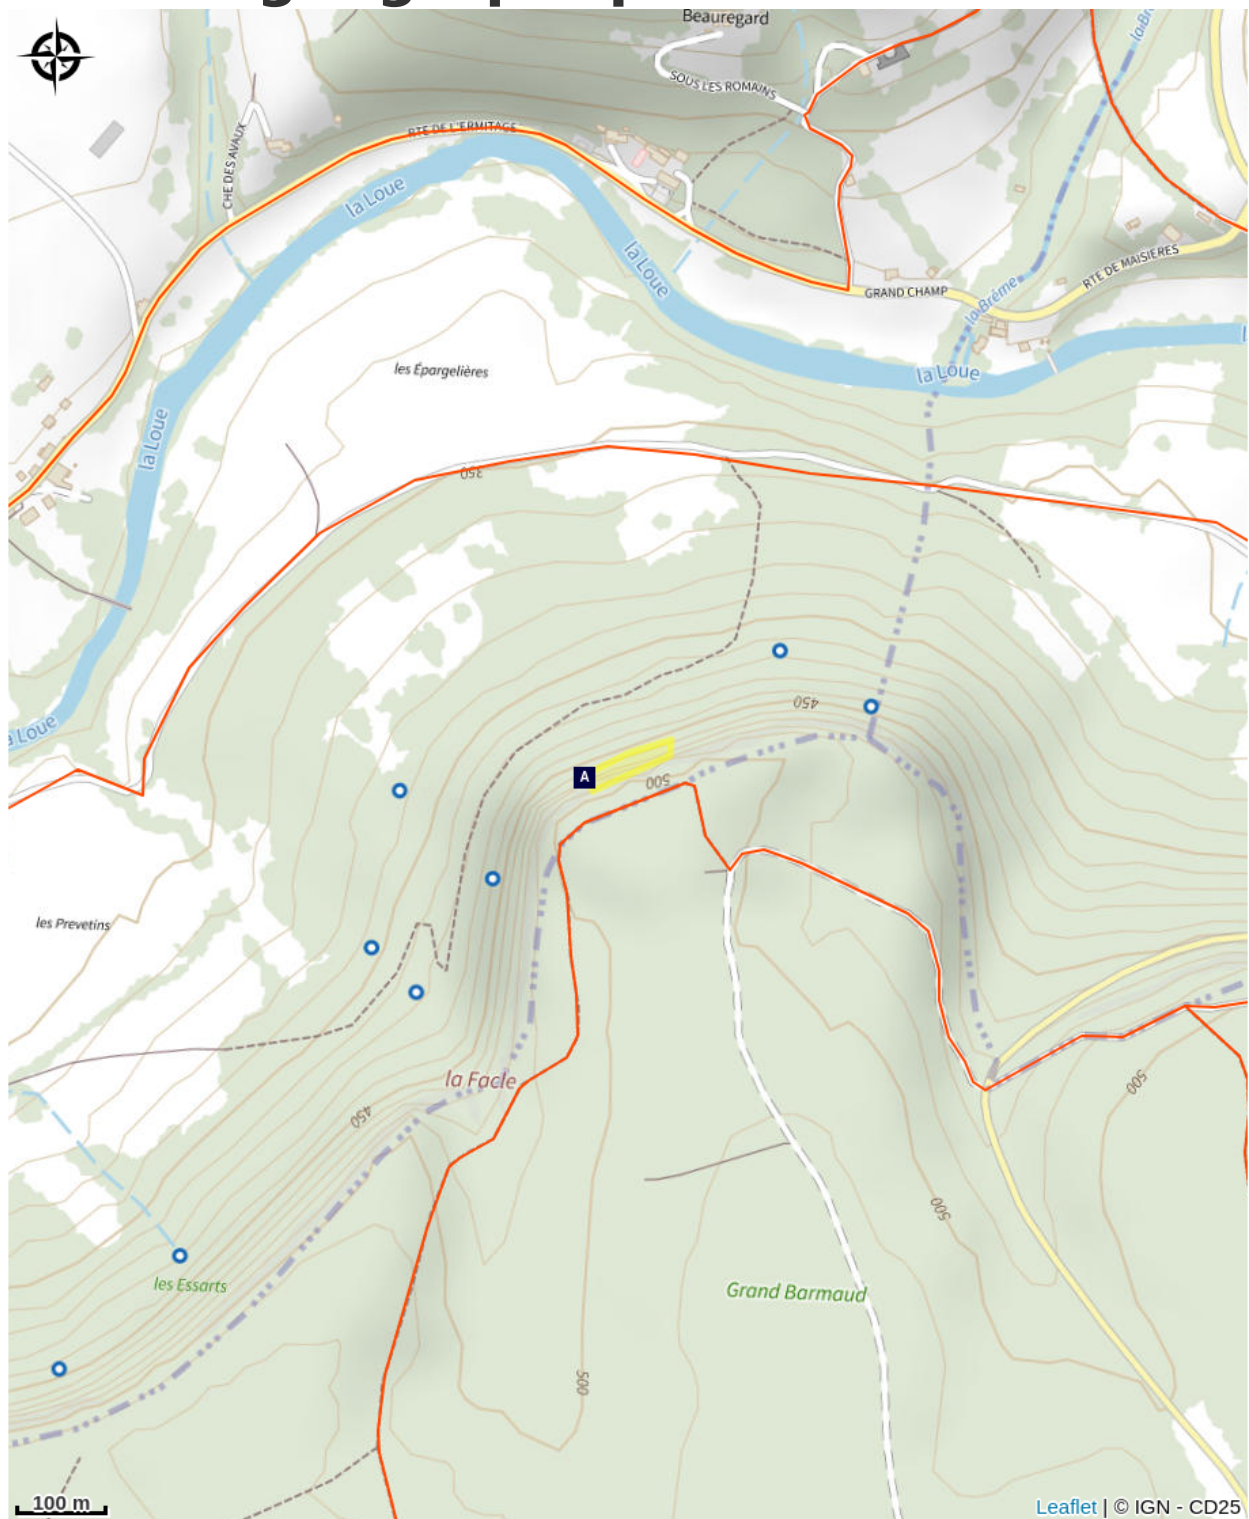 Beauregard
SOUS LES ROMAINS
RTE DE L'ERMITAGE
CHE DES AVAUX
la Loue
la Loue
RTE DE MAISIERES
GRAND CHAMP
la Brême
la Loue
les Épargelières
la Loue
350
450
a Loue
A
500
les Prevetins
la Facle
450
500
500
les Essarts
Grand Barmaud
500
100 m
Leaflet | © IGN - CD25